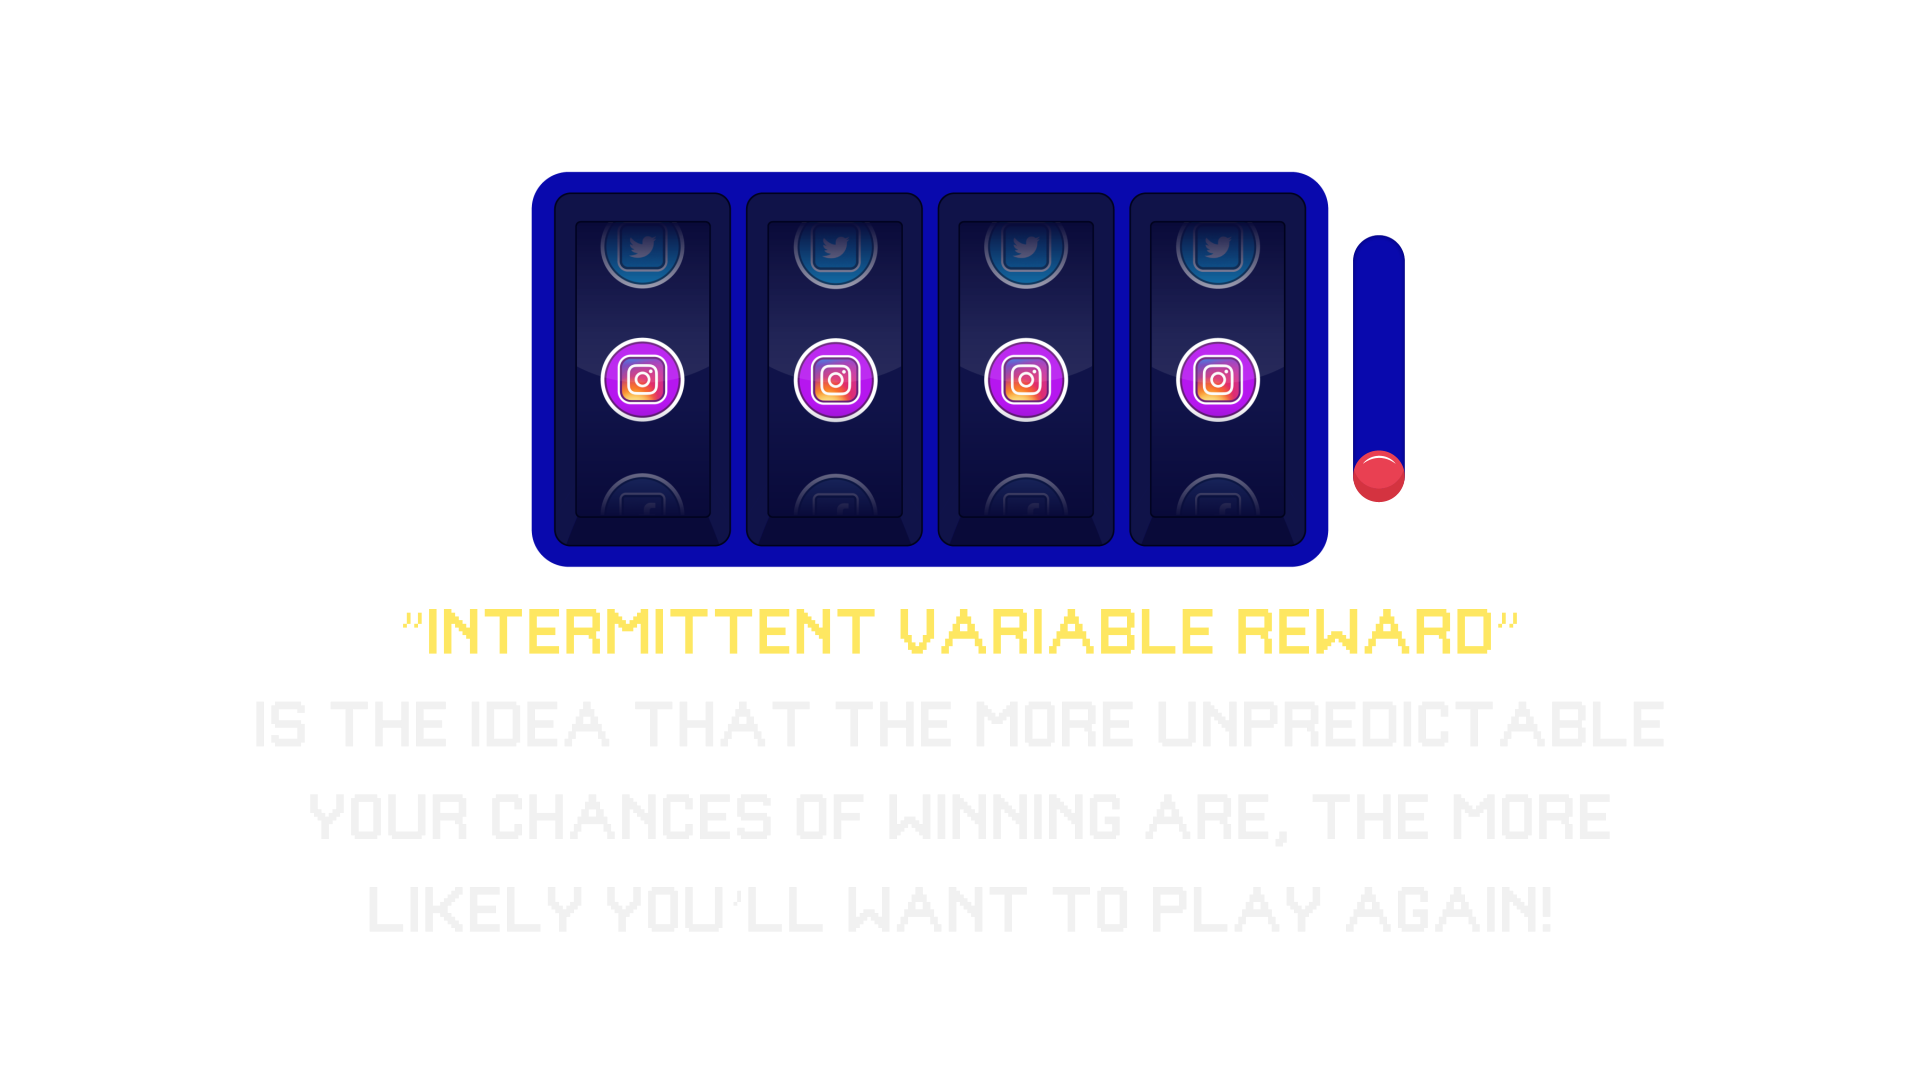 "INTERMITTENT VARIABLE REWARD"
IS THE IDEA THAT THE MORE UNPREDICTABLE
YOUR CHANCES OF WINNING ARE, THE MORE
LIKELY YOU'LL WANT TO PLAY AGAIN!